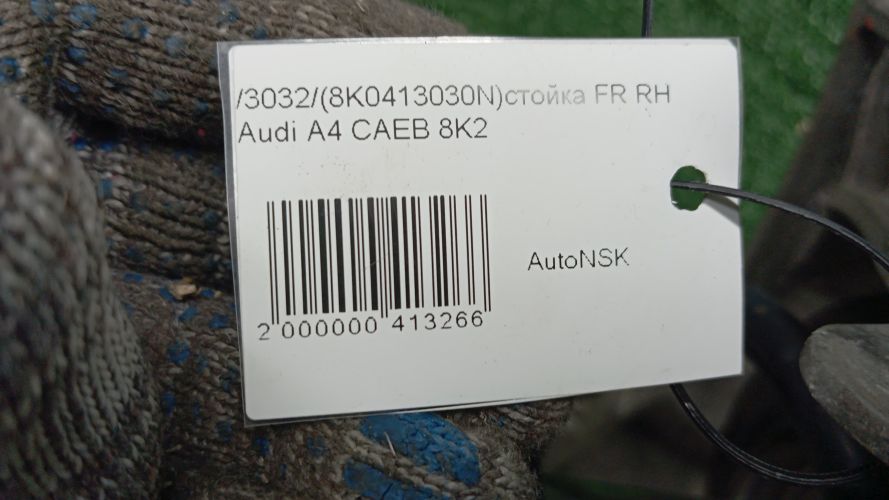 /3032/(8K0413030N)стойка FR RH
Audi A4 CAEB 8K2
AutoNSK
2 000000 413266